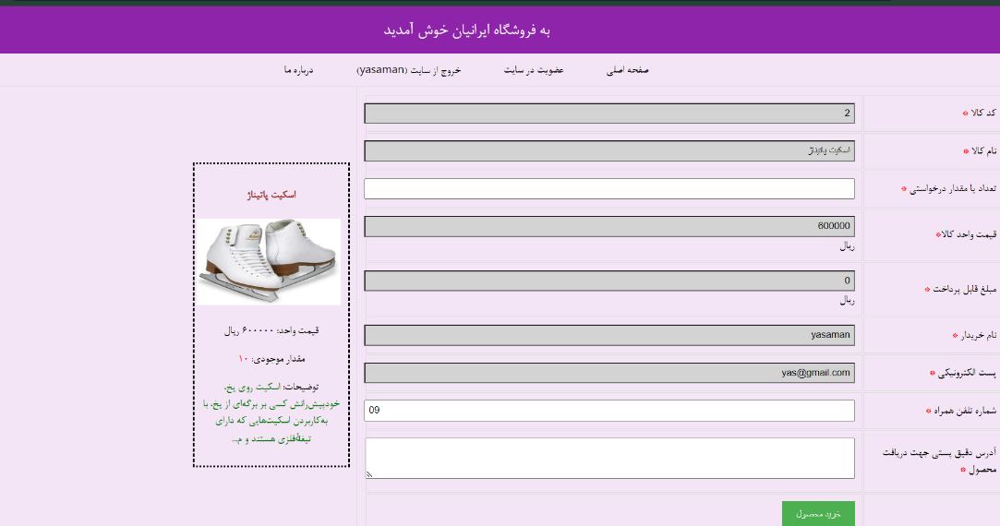 به فروشگاه ایرانیان خوش آمدید
صفحه اصلی
عضویت در سایت
خروج از سایت (yasaman)
درباره ما
کد کالا *
2
نام کالا *
اسکیت پاتیناژ
تعداد یا مقدار درخواستی *
قیمت واحد کالا*
600000
ریال
مبلغ قابل پرداخت *
0
ریال
نام خریدار *
yasaman
پست الکترونیکی *
yas@gmail.com
شماره تلفن همراه *
09
آدرس دقیق پستی جهت دریافت
محصول *
خرید محصول
اسکیت پاتیناژ
قیمت واحد: ۶۰۰۰۰۰ ریال
مقدار موجودی: ۱۰
توضیحات: اسکیت روی یخ،
خودپیش‌رانش کسی بر برگه‌ای از یخ، با
به‌کاربردن اسکیت‌هایی که دارای
تیغهٔ‌فلزی هستند و م...